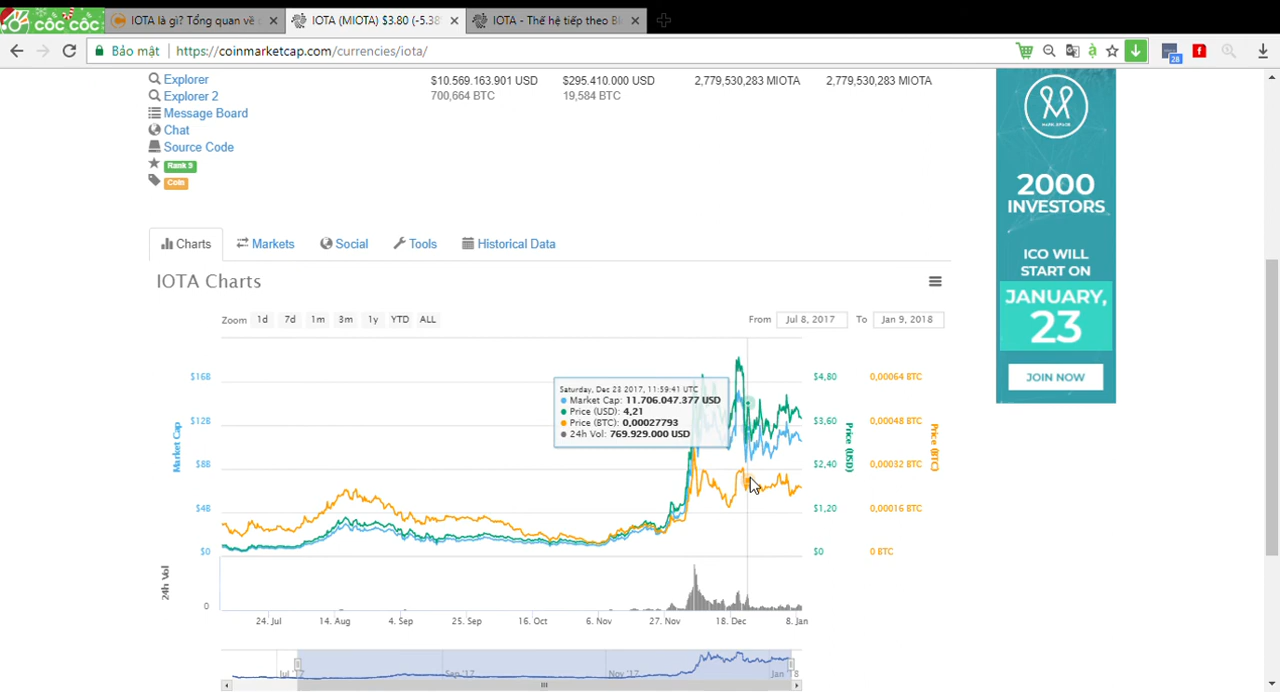 CÔC CÔC
IOTA là gì? Tổng quan về
IOTA (MIOTA) $3.80 (-5.38
IOTA - Thế hệ tiếp theo Bl
Bảo mật
https://coinmarketcap.com/currencies/iota/
28
Explorer
Explorer 2
Message Board
Chat
Source Code
Rank 9
Coin
$10.569.163.901 USD $295.410.000 USD 2,779,530,283 MIOTA 2,779,530,283 MIOTA
700,664 BTC 19,584 BTC
Charts Markets Social Tools Historical Data
IOTA Charts
Zoom 1d 7d 1m 3m 1y YTD ALL
From Jul 8, 2017 To Jan 9, 2018
$16B $4,80 0,00064 BTC
$12B $3,60 0,00048 BTC
$8B $2,40 0,00032 BTC
$4B $1,20 0,00016 BTC
$0 $0 0 BTC
Market Cap
Price (USD)
Price (BTC)
Saturday, Dec 23 2017, 11:59:41 UTC
Market Cap: 11.706.047.377 USD
Price (USD): 4,21
Price (BTC): 0,00027793
24h Vol: 769.929.000 USD
24h Vol
0
24. Jul 14. Aug 4. Sep 25. Sep 16. Oct 6. Nov 27. Nov 18. Dec 8. Jan
Sep '17 Nov '17 Jan '18
MARK.SPACE
2000
INVESTORS
ICO WILL
START ON
JANUARY,
23
JOIN NOW